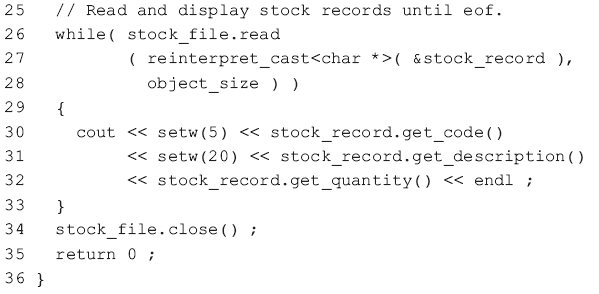 25   // Read and display stock records until eof.
26   while( stock_file.read
27          ( reinterpret_cast<char *>( &stock_record ),
28            object_size ) )
29   {
30     cout << setw(5) << stock_record.get_code()
31          << setw(20) << stock_record.get_description()
32          << stock_record.get_quantity() << endl ;
33   }
34   stock_file.close() ;
35   return 0 ;
36 }